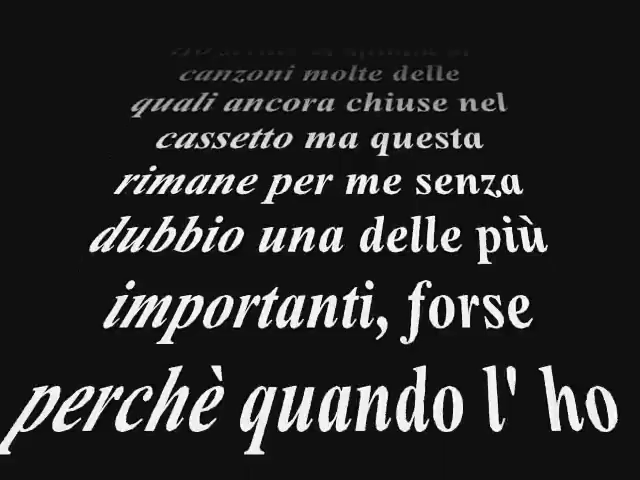 canzoni molte delle
quali ancora chiuse nel
cassetto ma questa
rimane per me senza
dubbio una delle più
importanti, forse
perchè quando l' ho